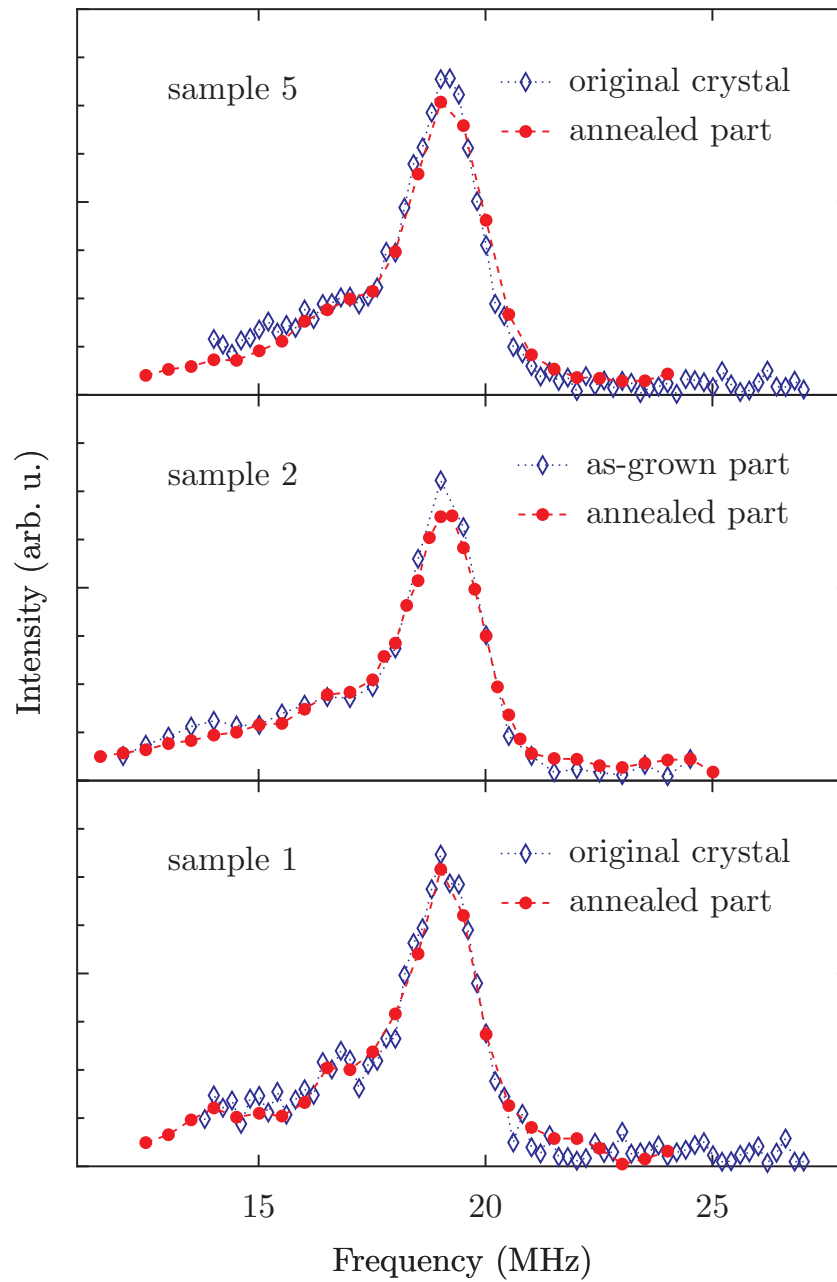 sample 5
original crystal
annealed part
sample 2
as-grown part
annealed part
Intensity (arb. u.)
sample 1
original crystal
annealed part
15 20 25
Frequency (MHz)